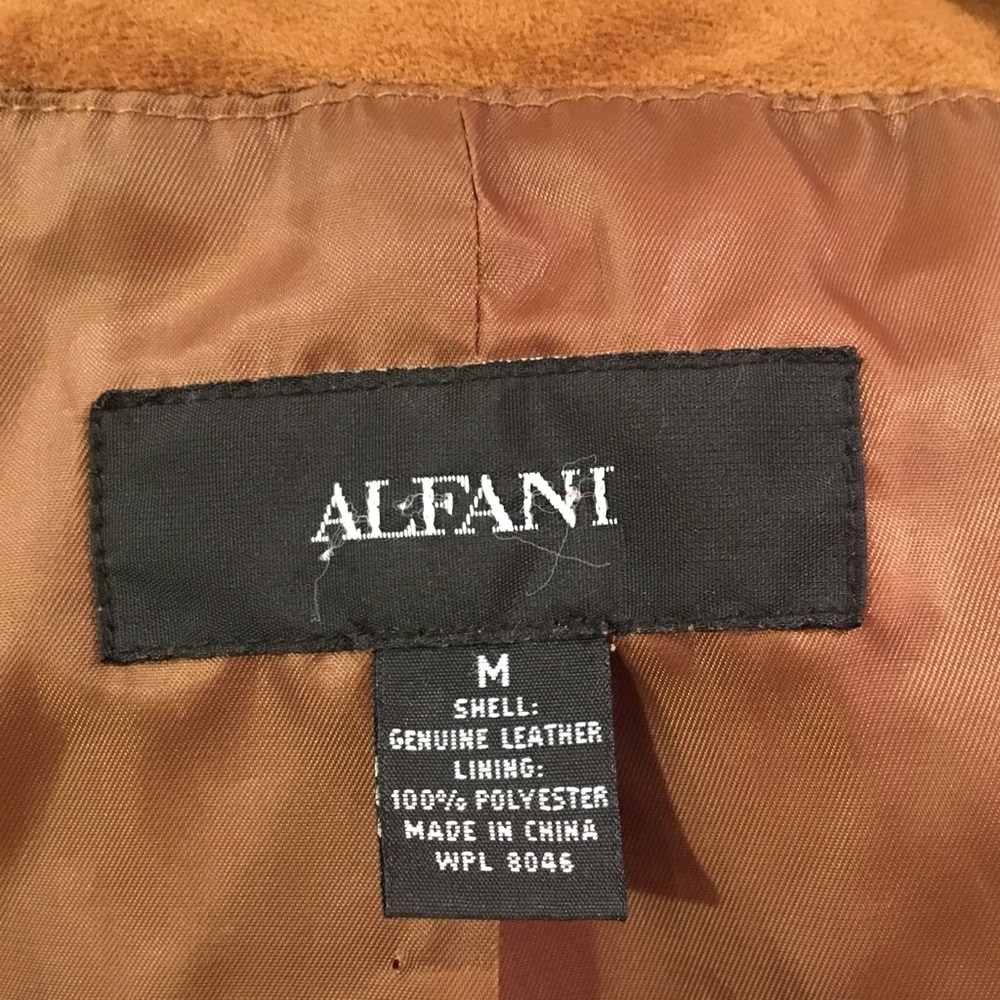 ALFANI
M
SHELL:
GENUINE LEATHER
LINING:
100% POLYESTER
MADE IN CHINA
WPL 8046